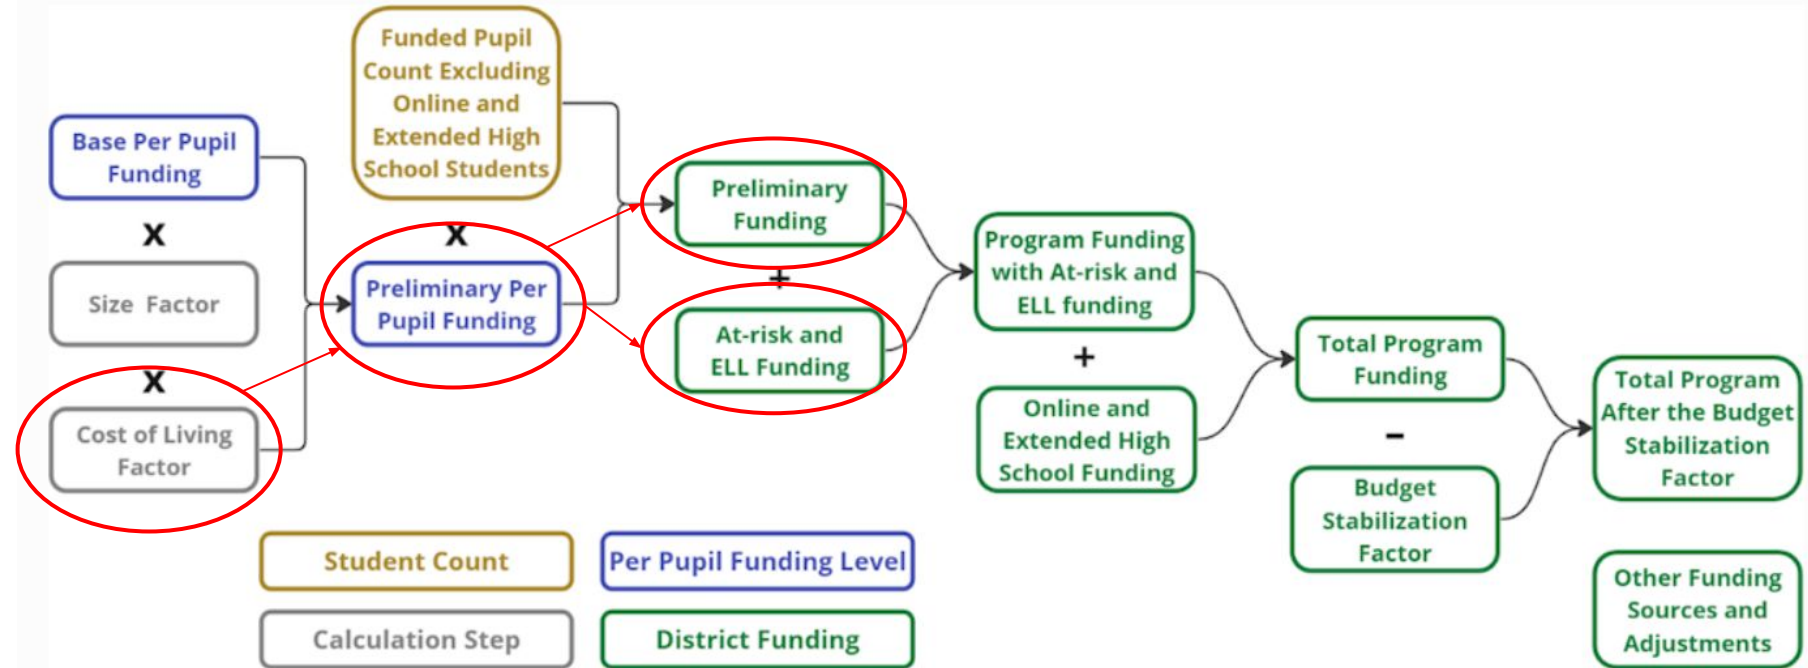 Funded Pupil
Count Excluding
Online and
Extended High
School Students
Base Per Pupil
Funding
x
Size Factor
x
Cost of Living
Factor
x
Preliminary Per
Pupil Funding
Preliminary
Funding
+
At-risk and
ELL Funding
Program Funding
with At-risk and
ELL funding
+
Online and
Extended High
School Funding
Total Program
Funding
-
Budget
Stabilization
Factor
Total Program
After the Budget
Stabilization
Factor
Other Funding
Sources and
Adjustments
Student Count
Per Pupil Funding Level
Calculation Step
District Funding